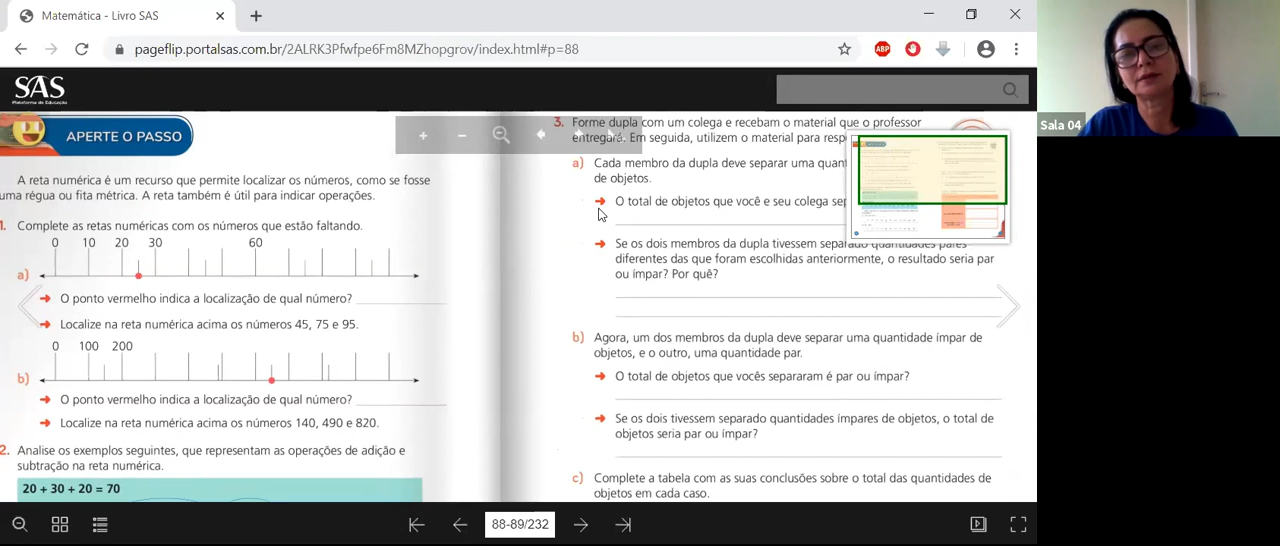 Matemática - Livro SAS
pageflip.portalsas.com.br/2ALRK3Pfwfpe6Fm8MZhopgrov/index.html#p=88
ABP
SAS
Plataforma de Educação
APERTE O PASSO
A reta numérica é um recurso que permite localizar os números, como se fosse
uma régua ou fita métrica. A reta também é útil para indicar operações.
1. Complete as retas numéricas com os números que estão faltando.
0 10 20 30 60
a)
➔ O ponto vermelho indica a localização de qual número?
➔ Localize na reta numérica acima os números 45, 75 e 95.
0 100 200
b)
➔ O ponto vermelho indica a localização de qual número?
➔ Localize na reta numérica acima os números 140, 490 e 820.
2. Analise os exemplos seguintes, que representam as operações de adição e
subtração na reta numérica.
20 + 30 + 20 = 70
3. Forme dupla com um colega e recebam o material que o professor
entregará. Em seguida, utilizem o material para
a) Cada membro da dupla deve separar uma
de objetos.
➔ O total de objetos que você e seu colega
➔ Se os dois membros da dupla tivessem separado quantidades pares
diferentes das que foram escolhidas anteriormente, o resultado seria par
ou ímpar? Por quê?
b) Agora, um dos membros da dupla deve separar uma quantidade ímpar de
objetos, e o outro, uma quantidade par.
➔ O total de objetos que vocês separaram é par ou ímpar?
➔ Se os dois tivessem separado quantidades ímpares de objetos, o total de
objetos seria par ou ímpar?
c) Complete a tabela com as suas conclusões sobre o total das quantidades de
objetos em cada caso.
88-89/232
Sala 04